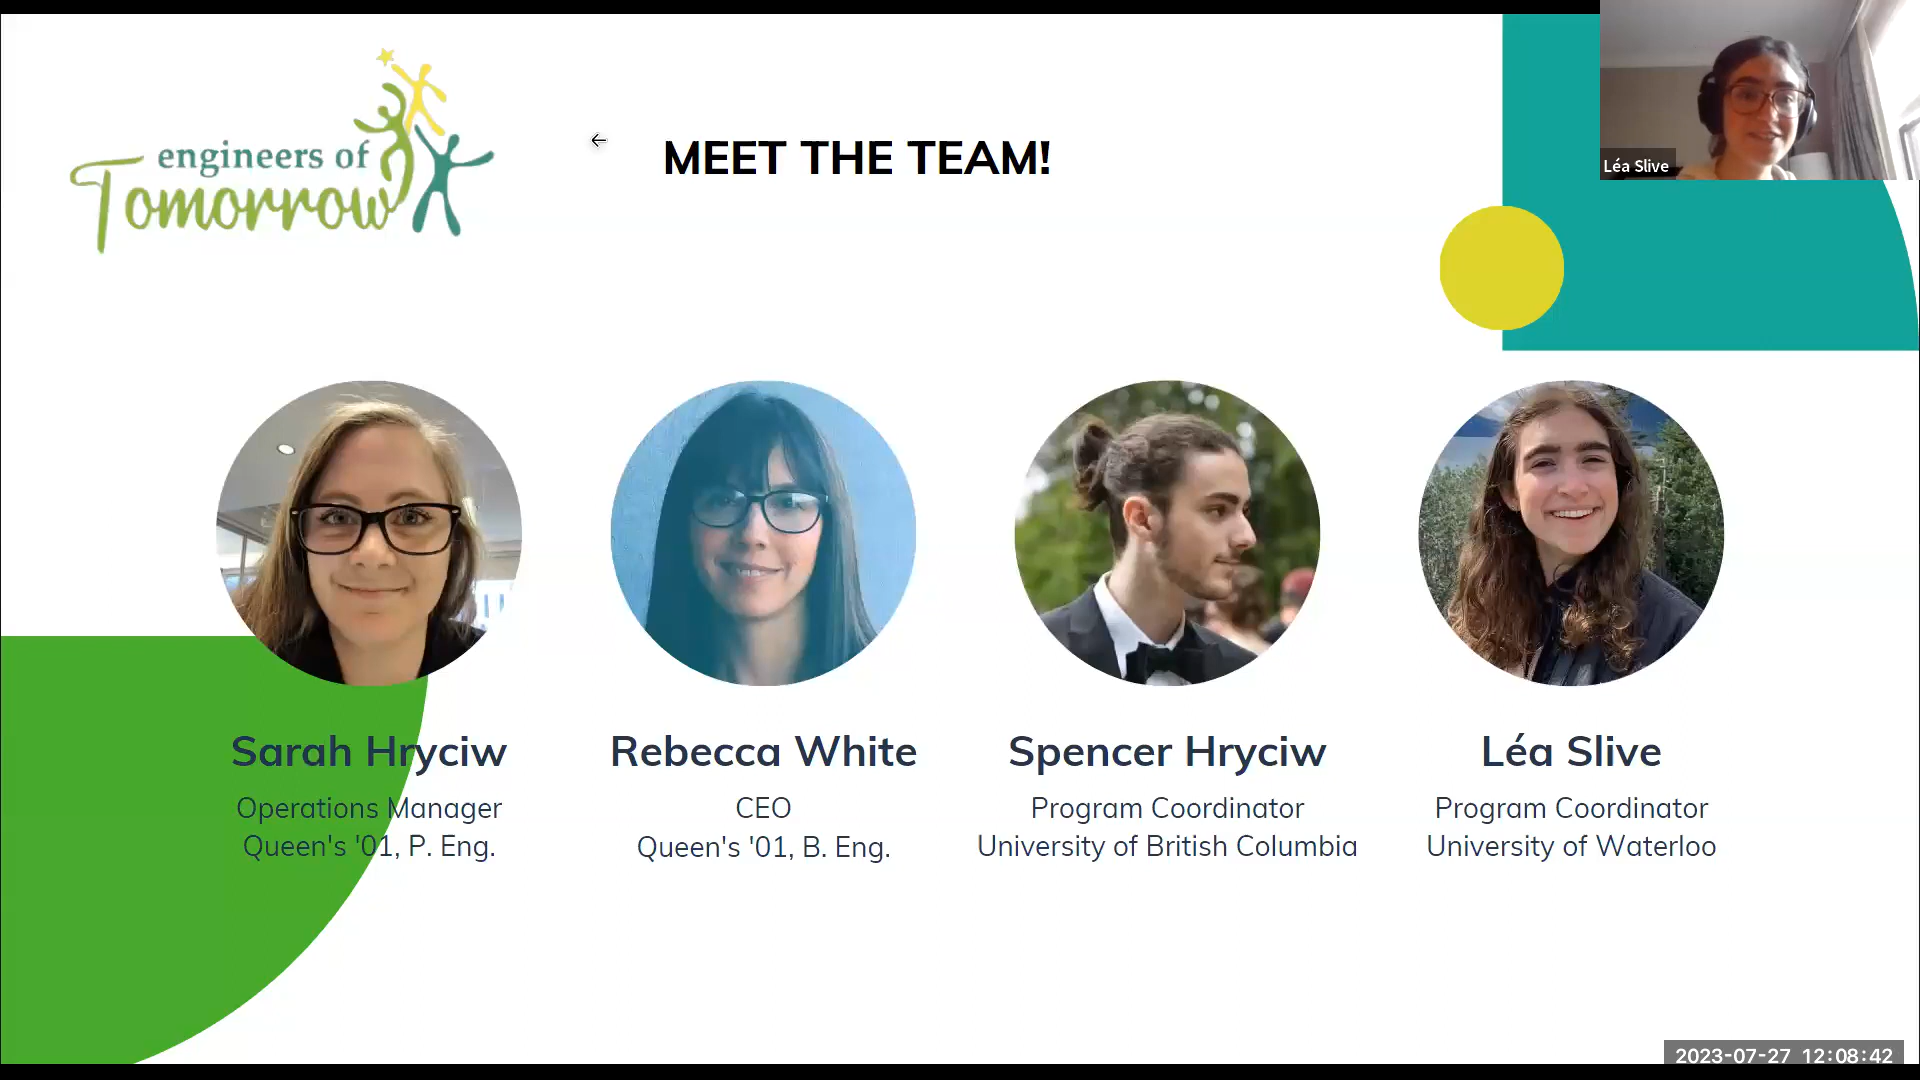 engineers of
Tomorrow
MEET THE TEAM!
Léa Slive
Sarah Hryciw
Operations Manager
Queen's '01, P. Eng.
Rebecca White
CEO
Queen's '01, B. Eng.
Spencer Hryciw
Program Coordinator
University of British Columbia
Léa Slive
Program Coordinator
University of Waterloo
2023-07-27 12:08:42